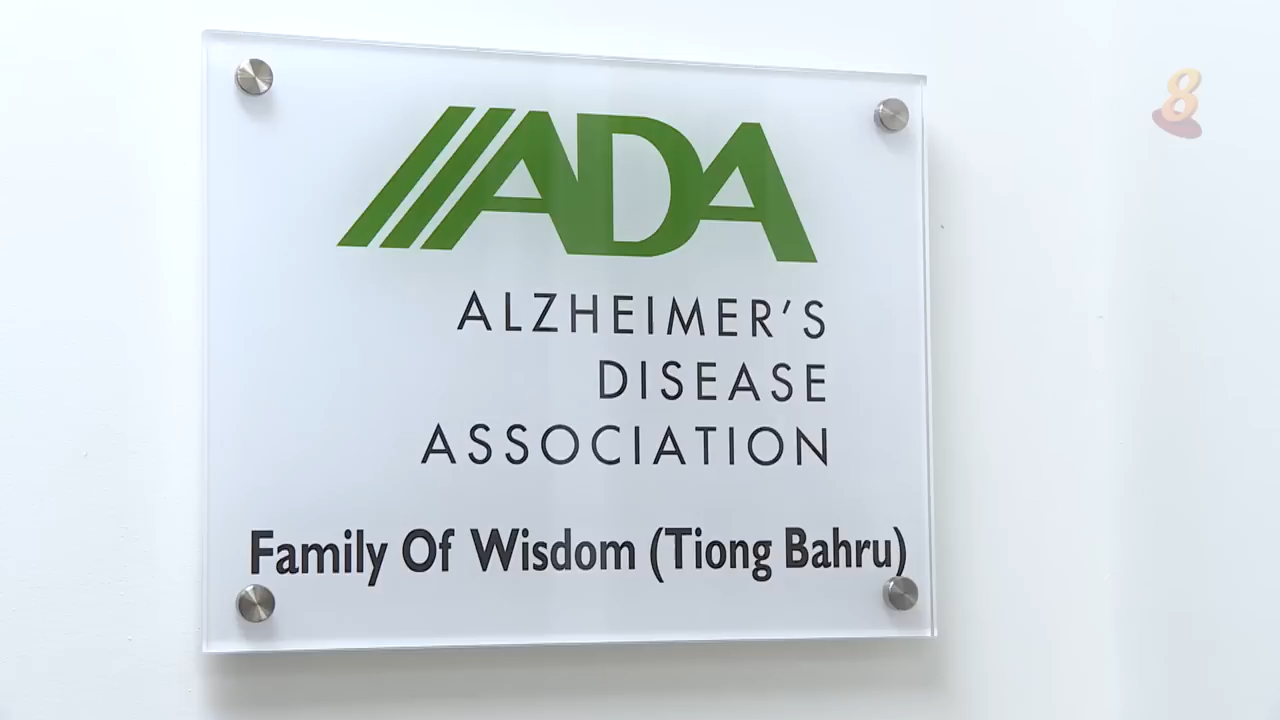 ADA
ALZHEIMER'S
DISEASE
ASSOCIATION
Family Of Wisdom (Tiong Bahru)
8